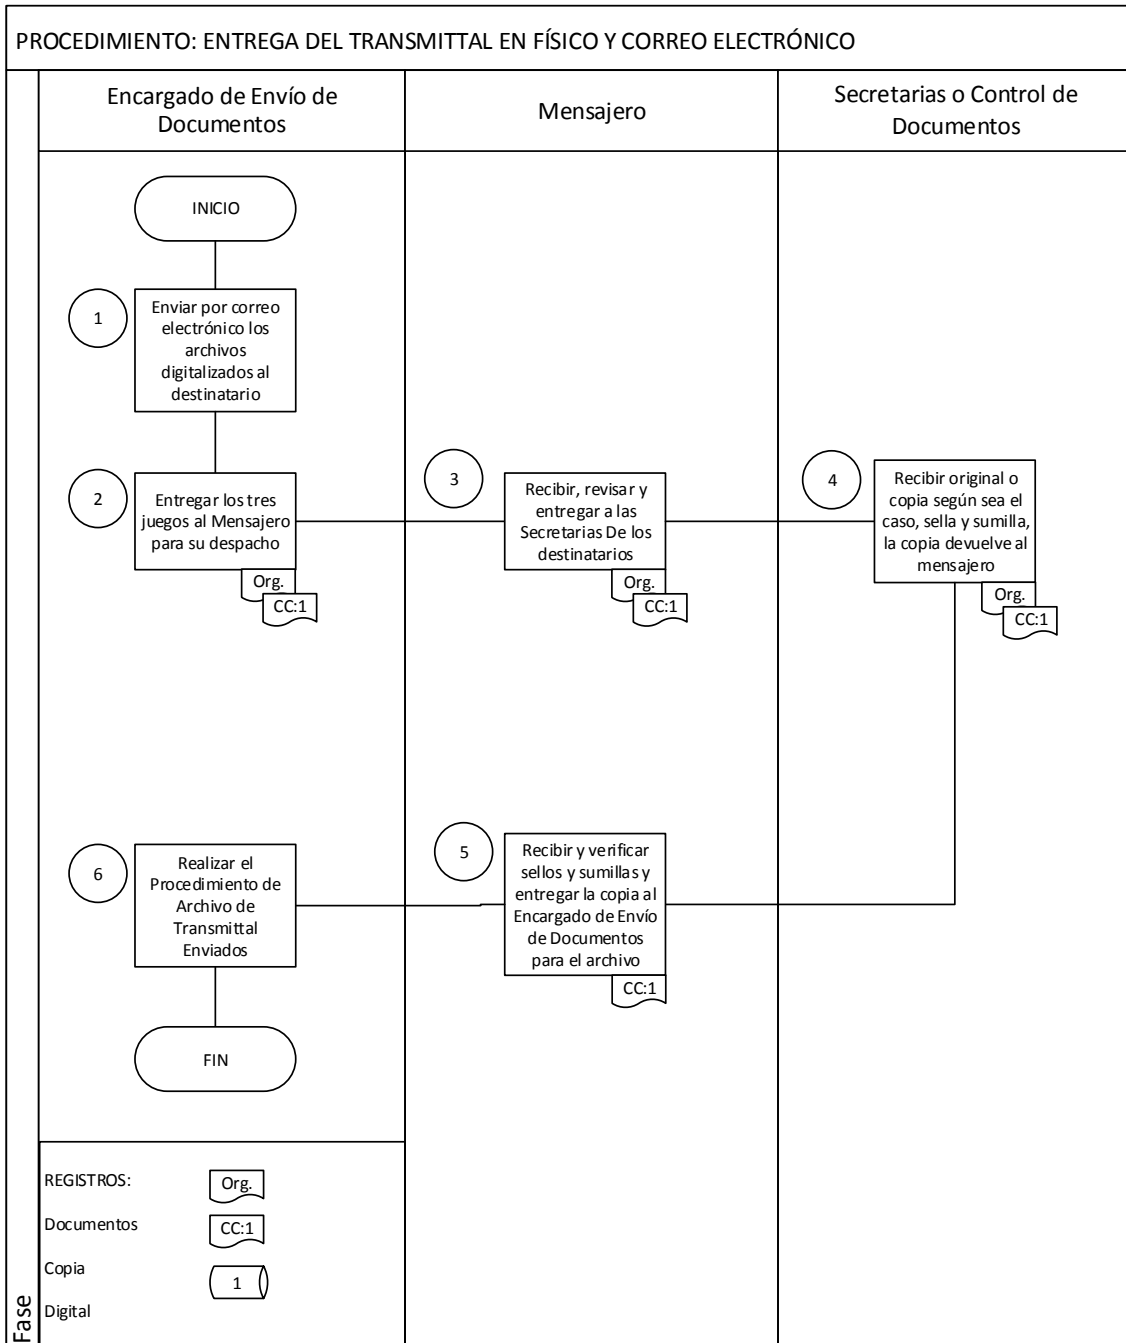 PROCEDIMIENTO: ENTREGA DEL TRANSMITTAL EN FÍSICO Y CORREO ELECTRÓNICO
Encargado de Envío de
Documentos
Mensajero
Secretarias o Control de
Documentos
INICIO
1
Enviar por correo
electrónico los
archivos
digitalizados al
destinatario
2
Entregar los tres
juegos al Mensajero
para su despacho
Org.
CC:1
3
Recibir, revisar y
entregar a las
Secretarias De los
destinatarios
Org.
CC:1
4
Recibir original o
copia según sea el
caso, sella y sumilla,
la copia devuelve al
mensajero
Org.
CC:1
5
Recibir y verificar
sellos y sumillas y
entregar la copia al
Encargado de Envío
de Documentos
para el archivo
CC:1
6
Realizar el
Procedimiento de
Archivo de
Transmittal
Enviados
FIN
REGISTROS:
Org.
Documentos
CC:1
Copia
1
Digital
Fase